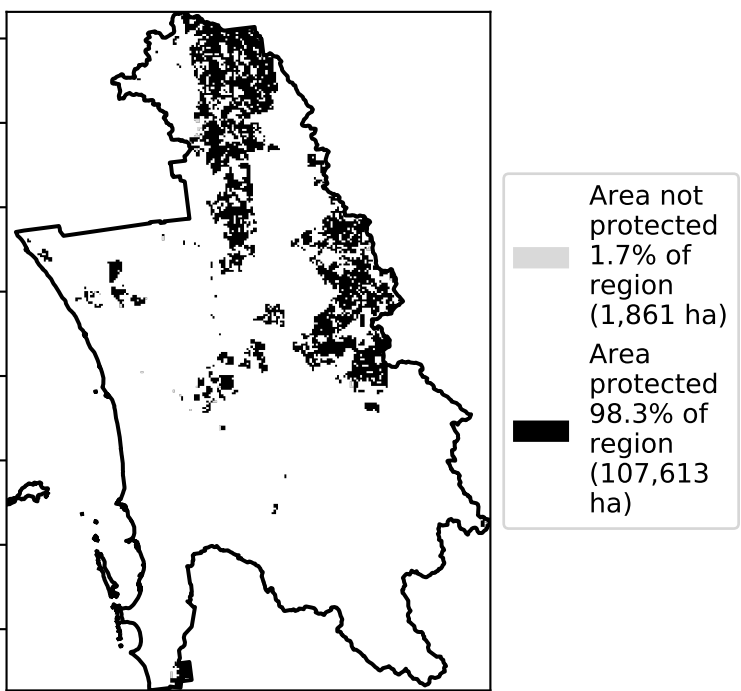 Area not
protected
1.7% of
region
(1,861 ha)
Area
protected
98.3% of
region
(107,613
ha)